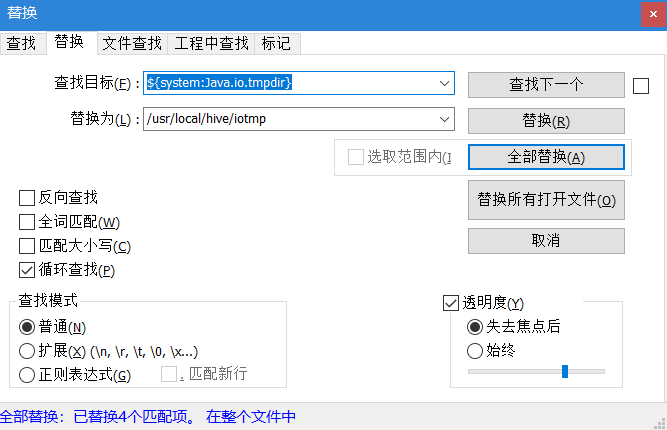 替换
查找 替换 文件查找 工程中查找 标记
查找目标(F)： ${system:Java.io.tmpdir} 查找下一个
替换为(L)： /usr/local/hive/iotmp 替换(R)
选取范围内(I 全部替换(A)
反向查找 替换所有打开文件(O)
全词匹配(W)
匹配大小写(C) 取消
循环查找(P)
查找模式 透明度(Y)
普通(N) 失去焦点后
扩展(X) (\n, \r, \t, \0, \x...) 始终
正则表达式(G) . 匹配新行
全部替换：已替换4个匹配项。 在整个文件中